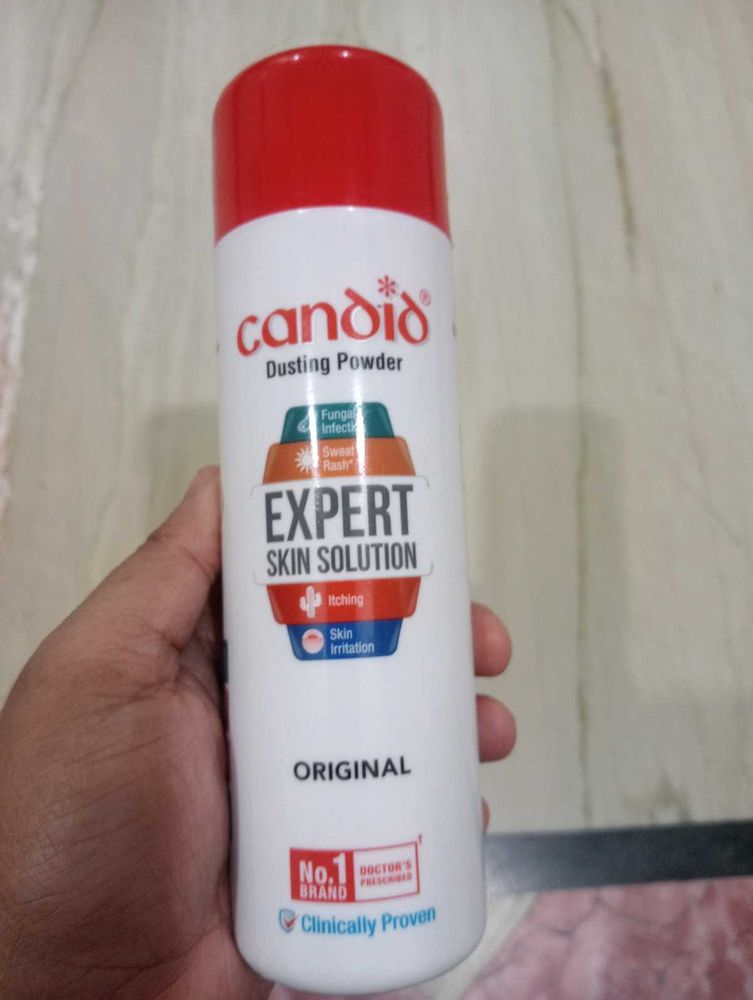 candid®
Dusting Powder
Fungal
Sweat
Rash*
EXPERT
SKIN SOLUTION
Itching
Skin
Irritation
ORIGINAL
No.1
BRAND
DOCTOR'S
PRESCRIBED
†
Clinically Proven